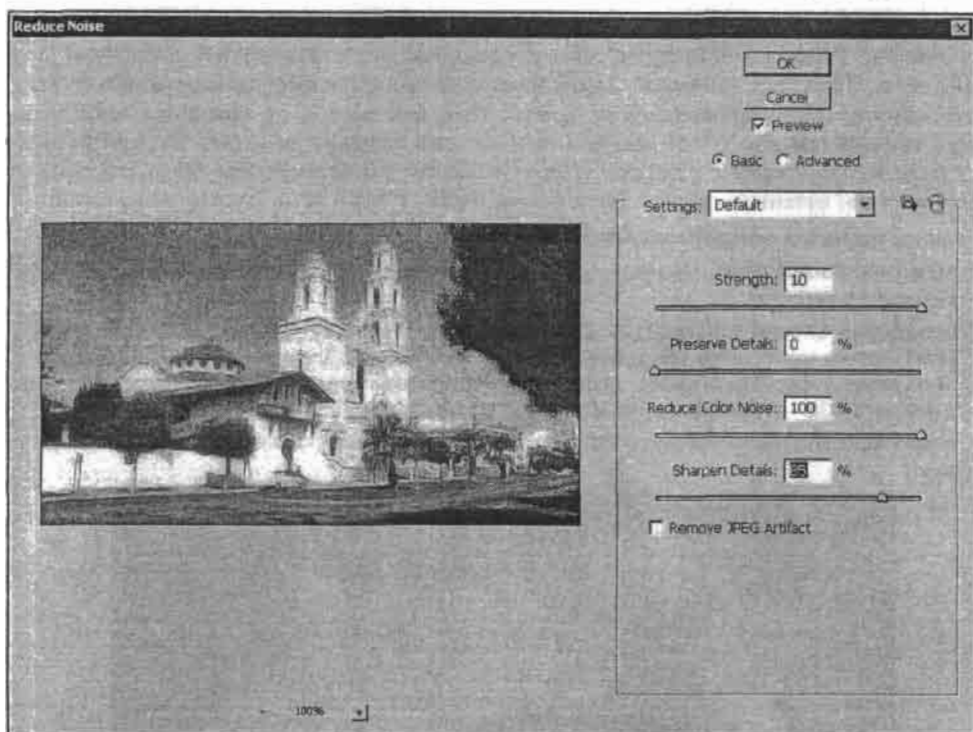 Reduce Noise
OK
Cancel
Preview
Basic Advanced
Settings: Default
Strength: 10
Preserve Details: 0 %
Reduce Color Noise: 100 %
Sharpen Details: 85 %
Remove JPEG Artifact
100%